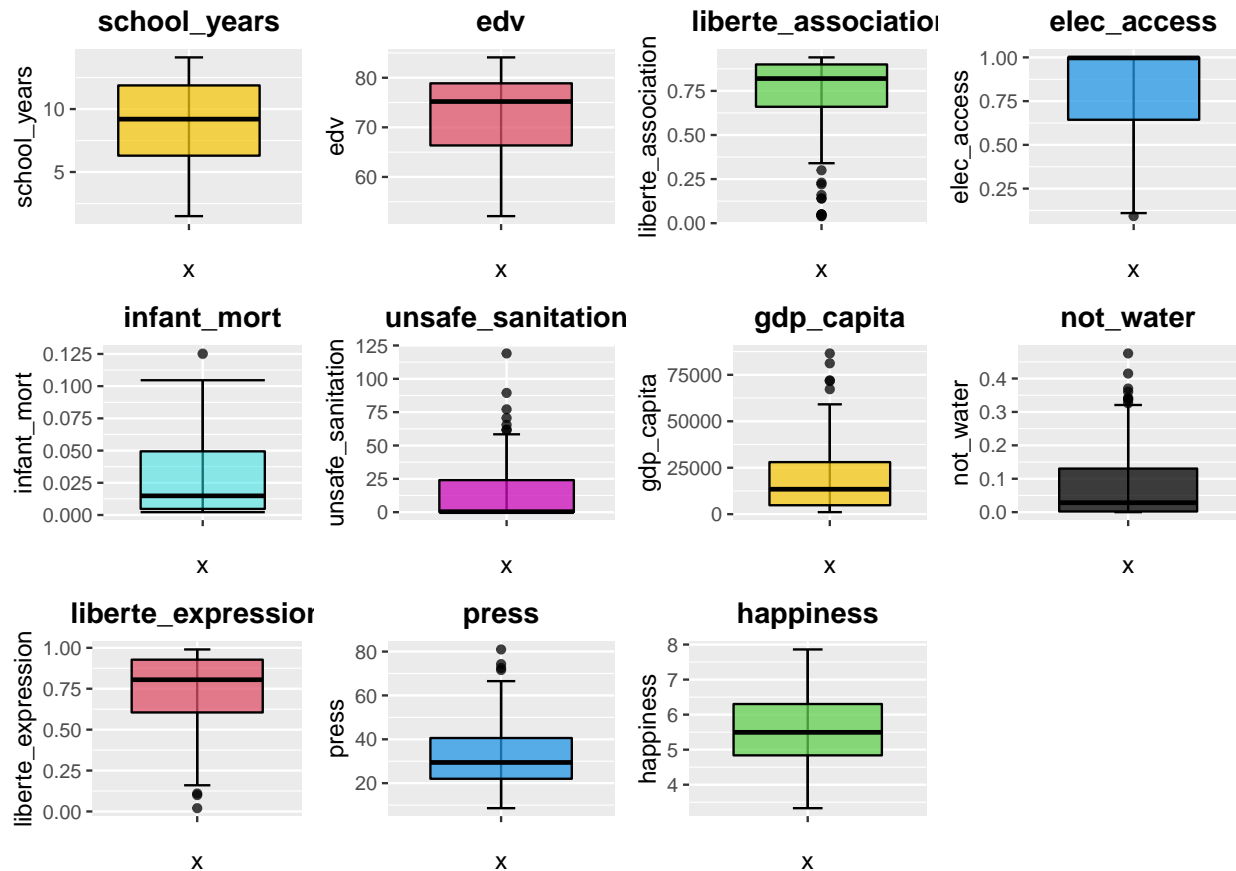 school_years
edv
liberte_association
elec_access
school_years
10
5
x
edv
80
70
60
x
liberte_association
0.75
0.50
0.25
0.00
x
elec_access
1.00
0.75
0.50
0.25
x
infant_mort
unsafe_sanitation
gdp_capita
not_water
infant_mort
0.125
0.100
0.075
0.050
0.025
0.000
x
unsafe_sanitation
125
100
75
50
25
0
x
gdp_capita
75000
50000
25000
0
x
not_water
0.4
0.3
0.2
0.1
0.0
x
liberte_expression
press
happiness
liberte_expression
1.00
0.75
0.50
0.25
0.00
x
press
80
60
40
20
x
happiness
8
7
6
5
4
x